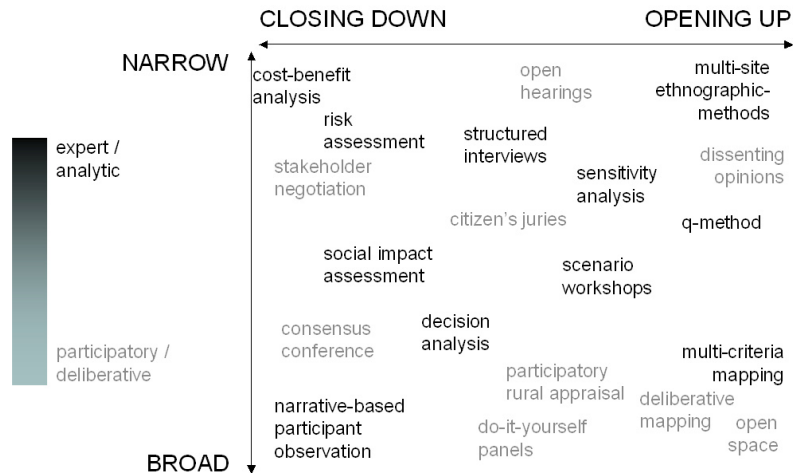 CLOSING DOWN
OPENING UP
NARROW
cost-benefit
analysis
open
hearings
multi-site
ethnographic-
methods
risk
assessment
structured
interviews
expert /
analytic
stakeholder
negotiation
sensitivity
analysis
dissenting
opinions
citizen's juries
q-method
social impact
assessment
scenario
workshops
consensus
conference
decision
analysis
participatory /
deliberative
participatory
rural appraisal
multi-criteria
mapping
deliberative
mapping
narrative-based
participant
observation
do-it-yourself
panels
open
space
BROAD